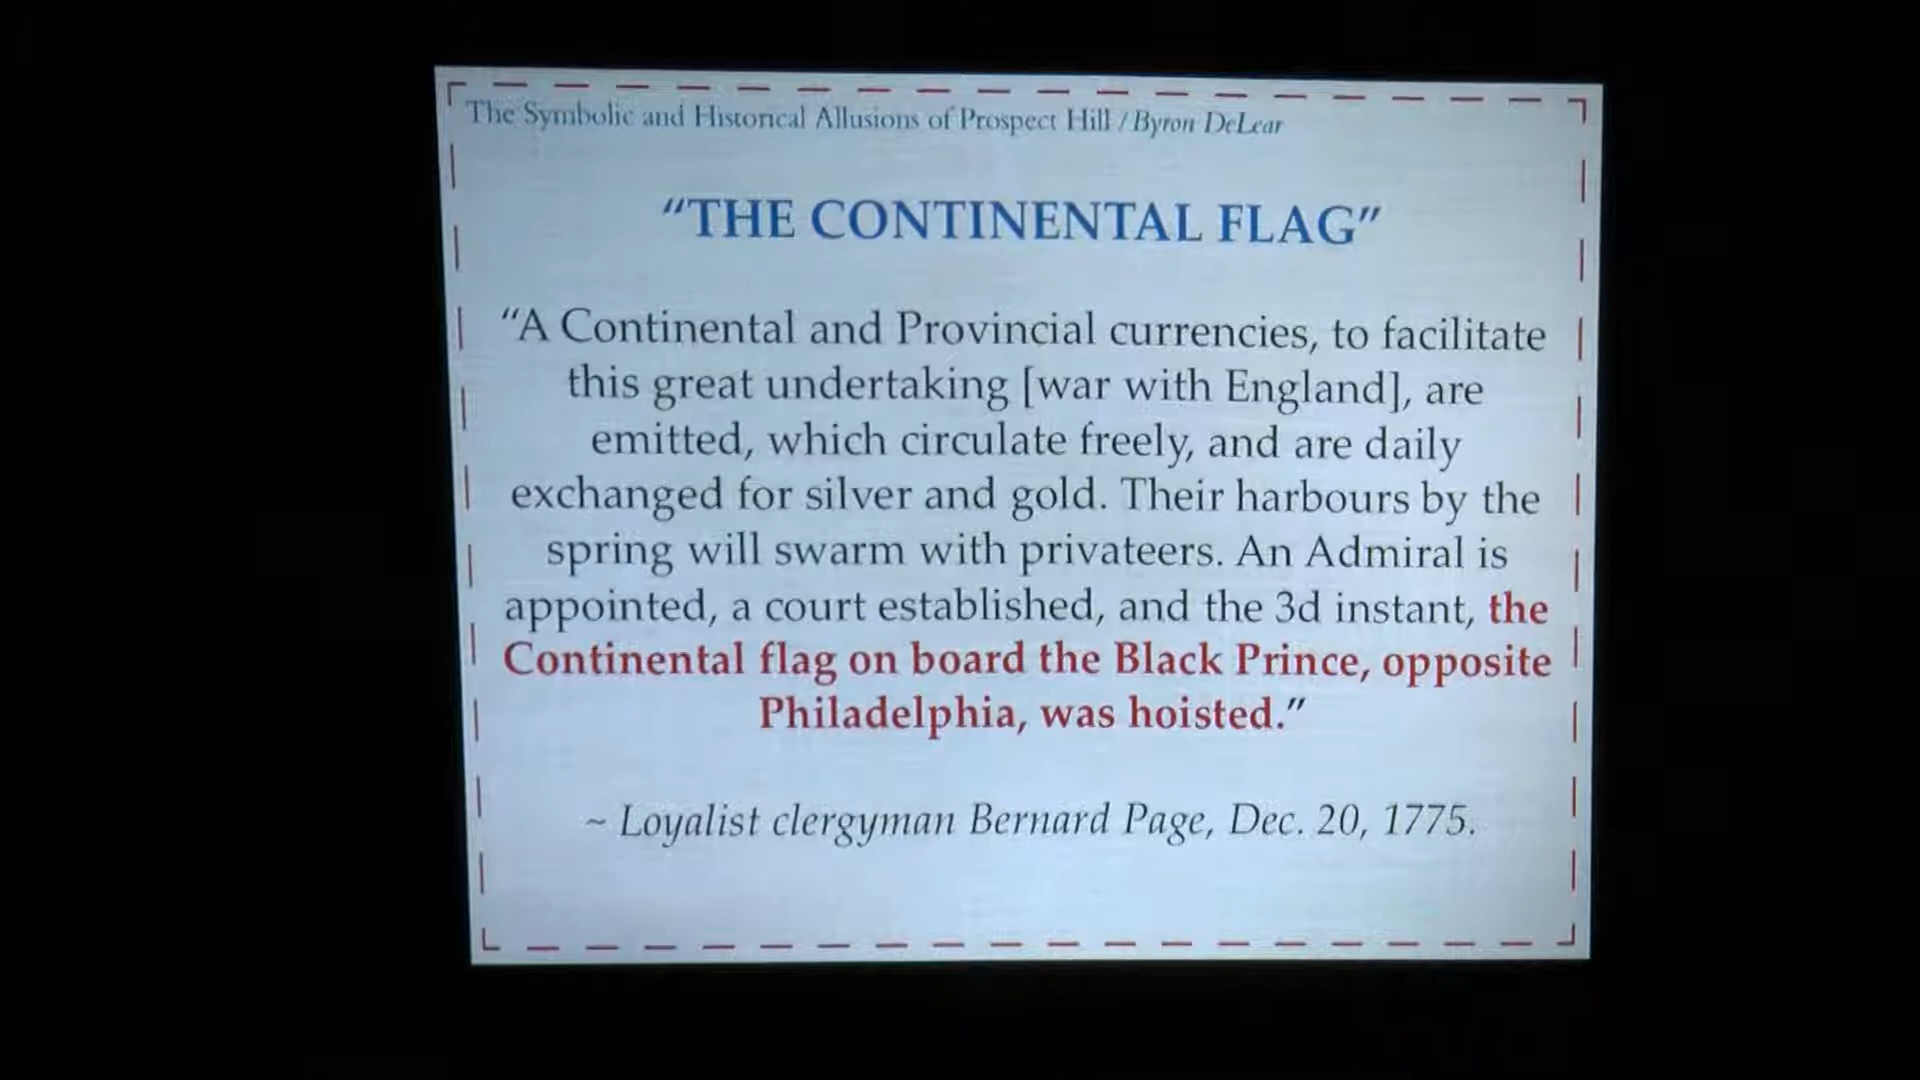 The Symbolic and Historical Allusions of Prospect Hill / Byron DeLear
"THE CONTINENTAL FLAG"
"A Continental and Provincial currencies, to facilitate
this great undertaking [war with England], are
emitted, which circulate freely, and are daily
exchanged for silver and gold. Their harbours by the
spring will swarm with privateers. An Admiral is
appointed, a court established, and the 3d instant, the
Continental flag on board the Black Prince, opposite
Philadelphia, was hoisted."
~ Loyalist clergyman Bernard Page, Dec. 20, 1775.